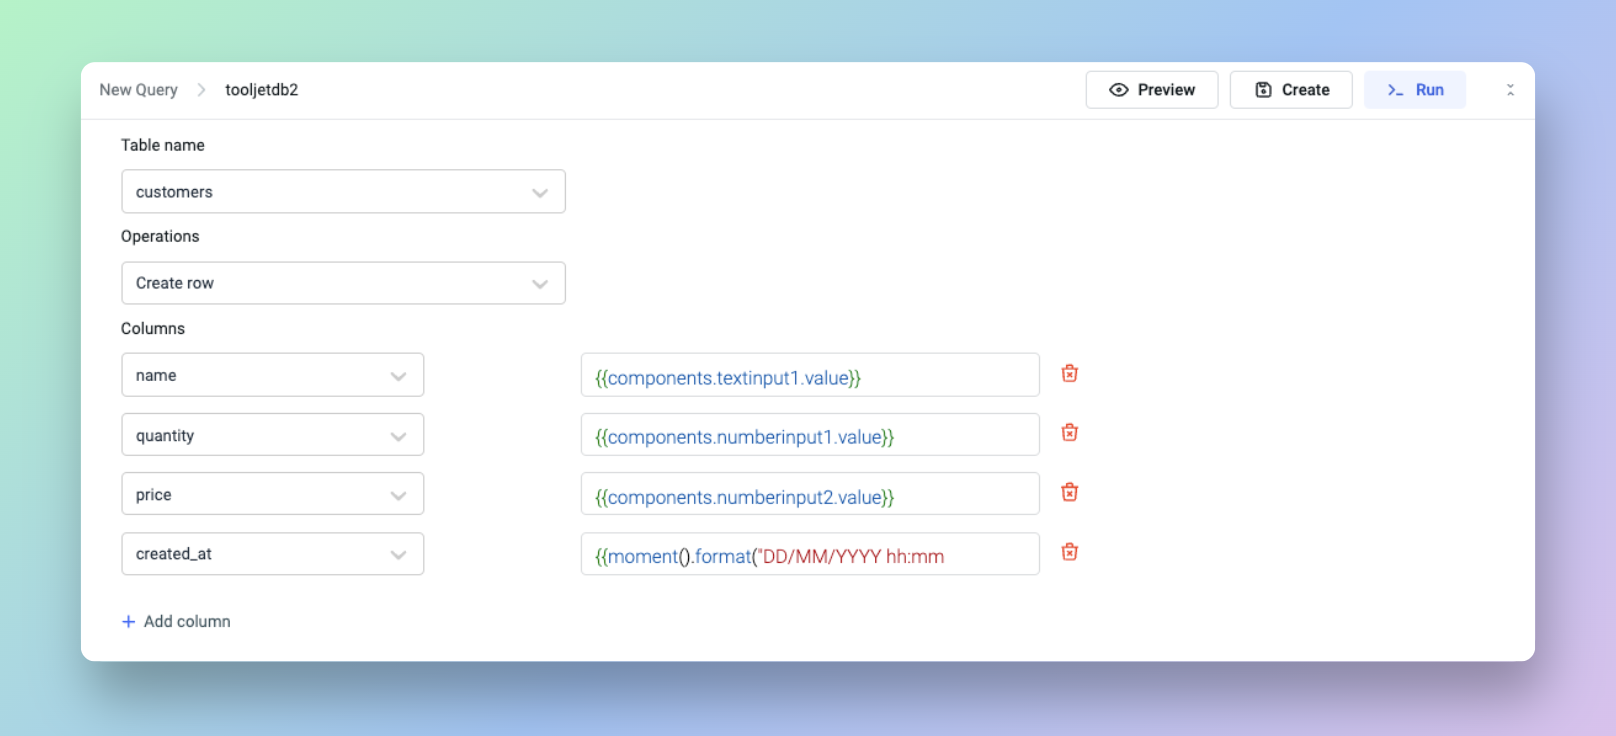 New Query > tooljetdb2
Preview
Create
>_ Run
Table name
customers
Operations
Create row
Columns
name
{{components.textinput1.value}}
quantity
{{components.numberinput1.value}}
price
{{components.numberinput2.value}}
created_at
{{moment().format("DD/MM/YYYY hh:mm
+ Add column